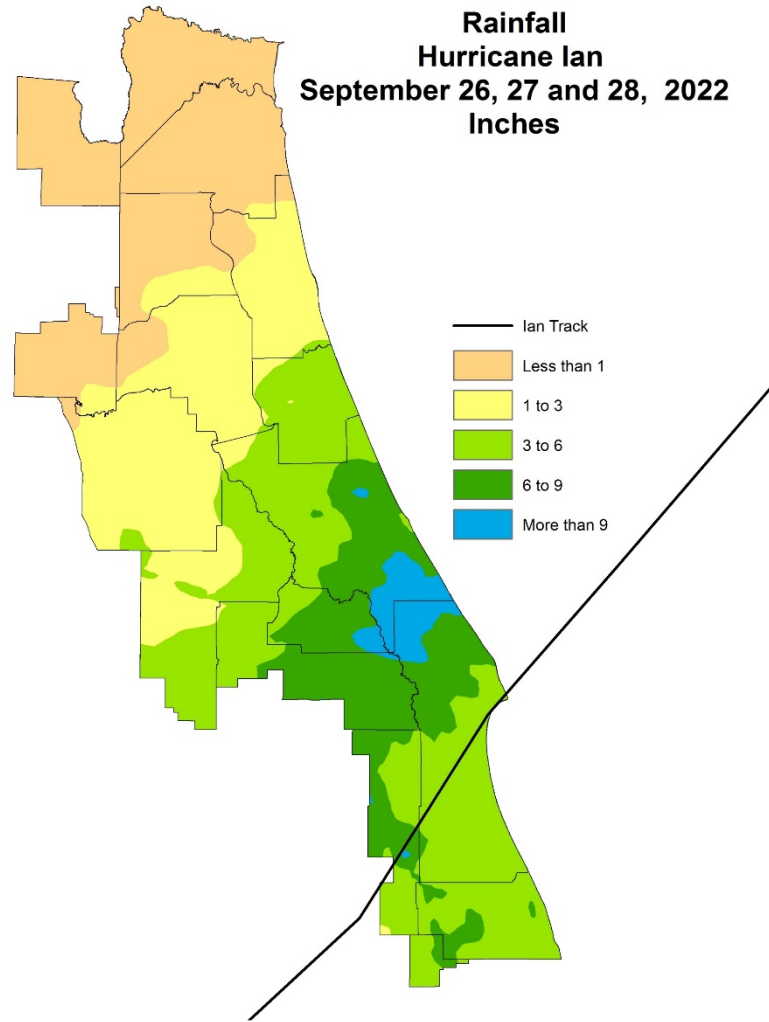 Rainfall
Hurricane Ian
September 26, 27 and 28, 2022
Inches
Ian Track
Less than 1
1 to 3
3 to 6
6 to 9
More than 9